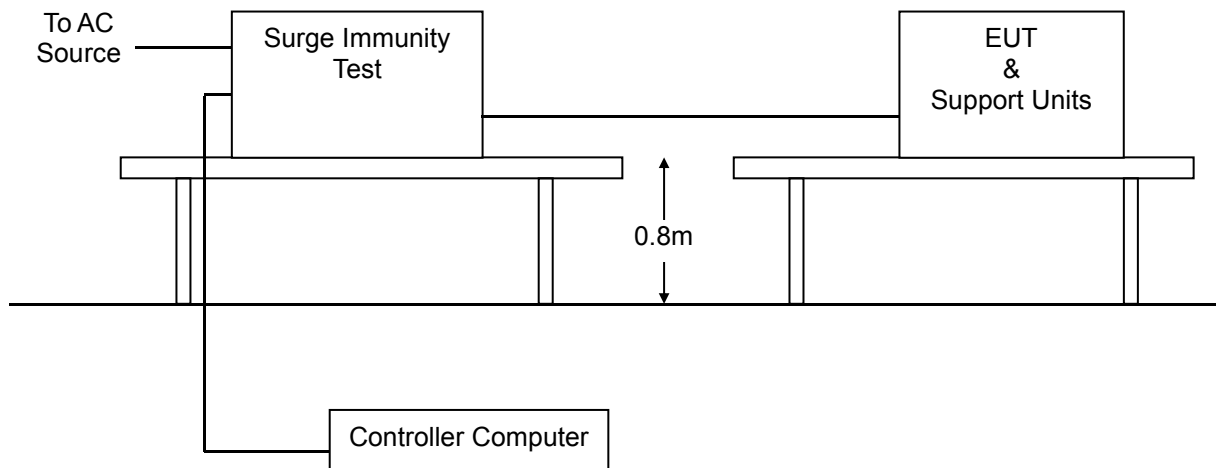 To AC
Source
Surge Immunity
Test
EUT
&
Support Units
0.8m
Controller Computer